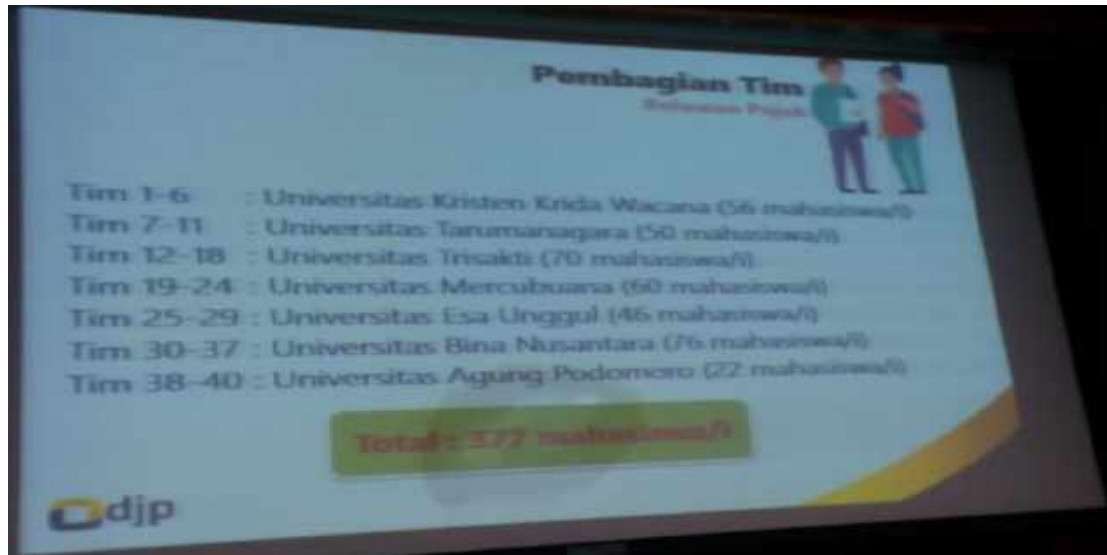 Pembagian Tim
Relawan Pajak
Tim 1-6 : Universitas Kristen Krida Wacana (56 mahasiswa/i)
Tim 7-11 : Universitas Tarumanagara (50 mahasiswa/i)
Tim 12-18 : Universitas Trisakti (70 mahasiswa/i)
Tim 19-24 : Universitas Mercubuana (60 mahasiswa/i)
Tim 25-29 : Universitas Esa Unggul (46 mahasiswa/i)
Tim 30-37 : Universitas Bina Nusantara (76 mahasiswa/i)
Tim 38-40 : Universitas Agung Podomoro (22 mahasiswa/i)
Total : 377 mahasiswa/i
djp